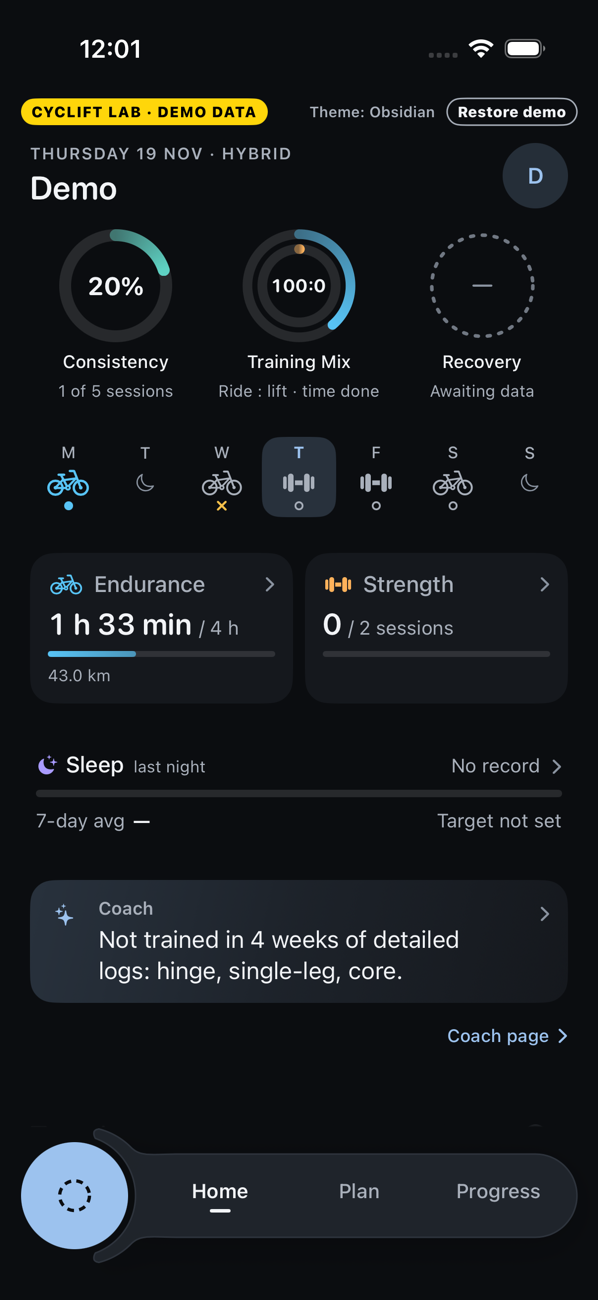 12:01
CYCLIFT LAB · DEMO DATA
Theme: Obsidian
Restore demo
THURSDAY 19 NOV · HYBRID
Demo
D
20%
100:0
—
Consistency
Training Mix
Recovery
1 of 5 sessions
Ride : lift · time done
Awaiting data
M T W T F S S
Endurance
1 h 33 min / 4 h
43.0 km
Strength
0 / 2 sessions
Sleep last night
No record
7-day avg —
Target not set
Coach
Not trained in 4 weeks of detailed
logs: hinge, single-leg, core.
Coach page
Home
Plan
Progress